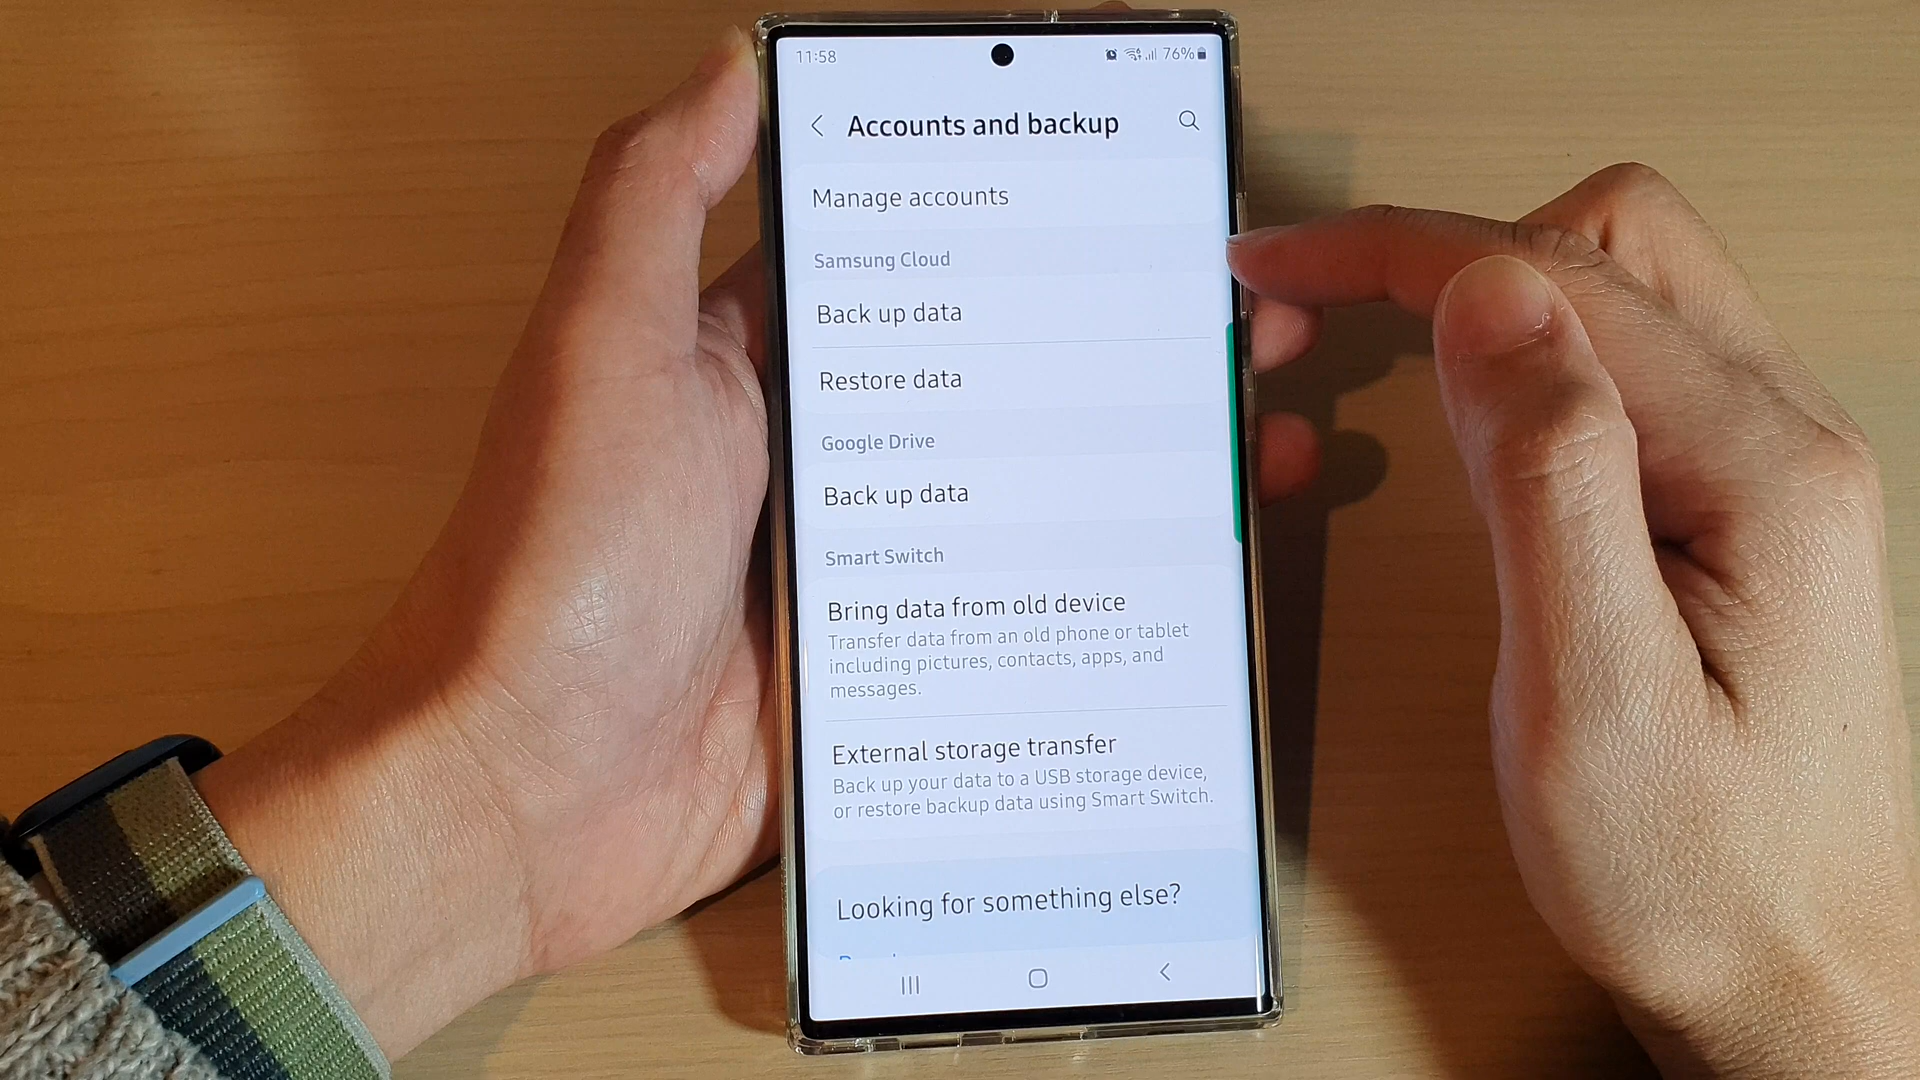 11:58
76%
Accounts and backup
Manage accounts
Samsung Cloud
Back up data
Restore data
Google Drive
Back up data
Smart Switch
Bring data from old device
Transfer data from an old phone or tablet
including pictures, contacts, apps, and
messages.
External storage transfer
Back up your data to a USB storage device,
or restore backup data using Smart Switch.
Looking for something else?